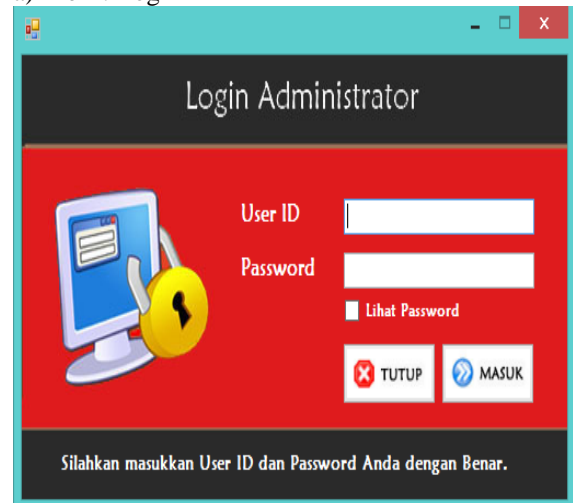 Login Administrator
User ID
Password
Lihat Password
TUTUP
MASUK
Silahkan masukkan User ID dan Password Anda dengan Benar.